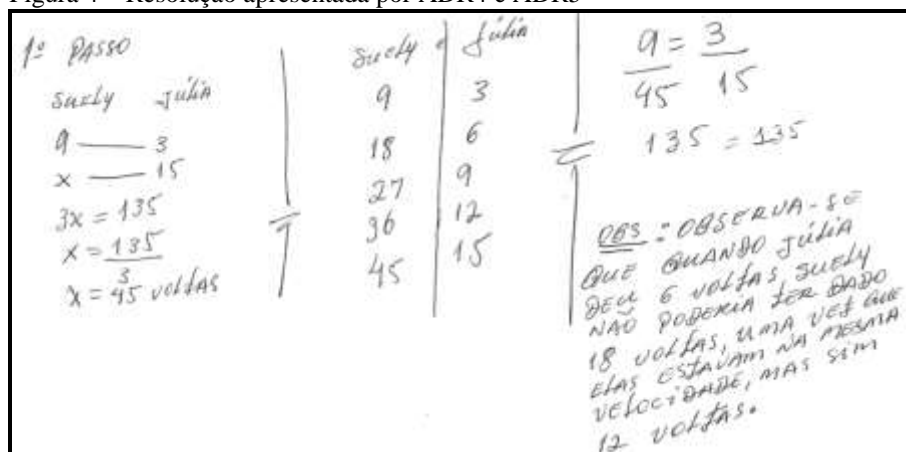 Figura 4 – Resolução apresentada por ADR4 e ADR5
1º PASSO
SUELY JÚLIA
9 — 3
x — 15
3x = 135
x = 135
3
x = 45 voltas
Suely Júlia
9 3
18 6
27 9
36 12
45 15
9 = 3
45 15
135 = 135
OBS: OBSERVA-SE
QUE QUANDO JÚLIA
DEU 6 VOLTAS, SUELY
NÃO PODERIA TER DADO
18 VOLTAS, UMA VEZ QUE
ELAS ESTAVAM NA MESMA
VELOCIDADE, MAS SIM
12 VOLTAS.